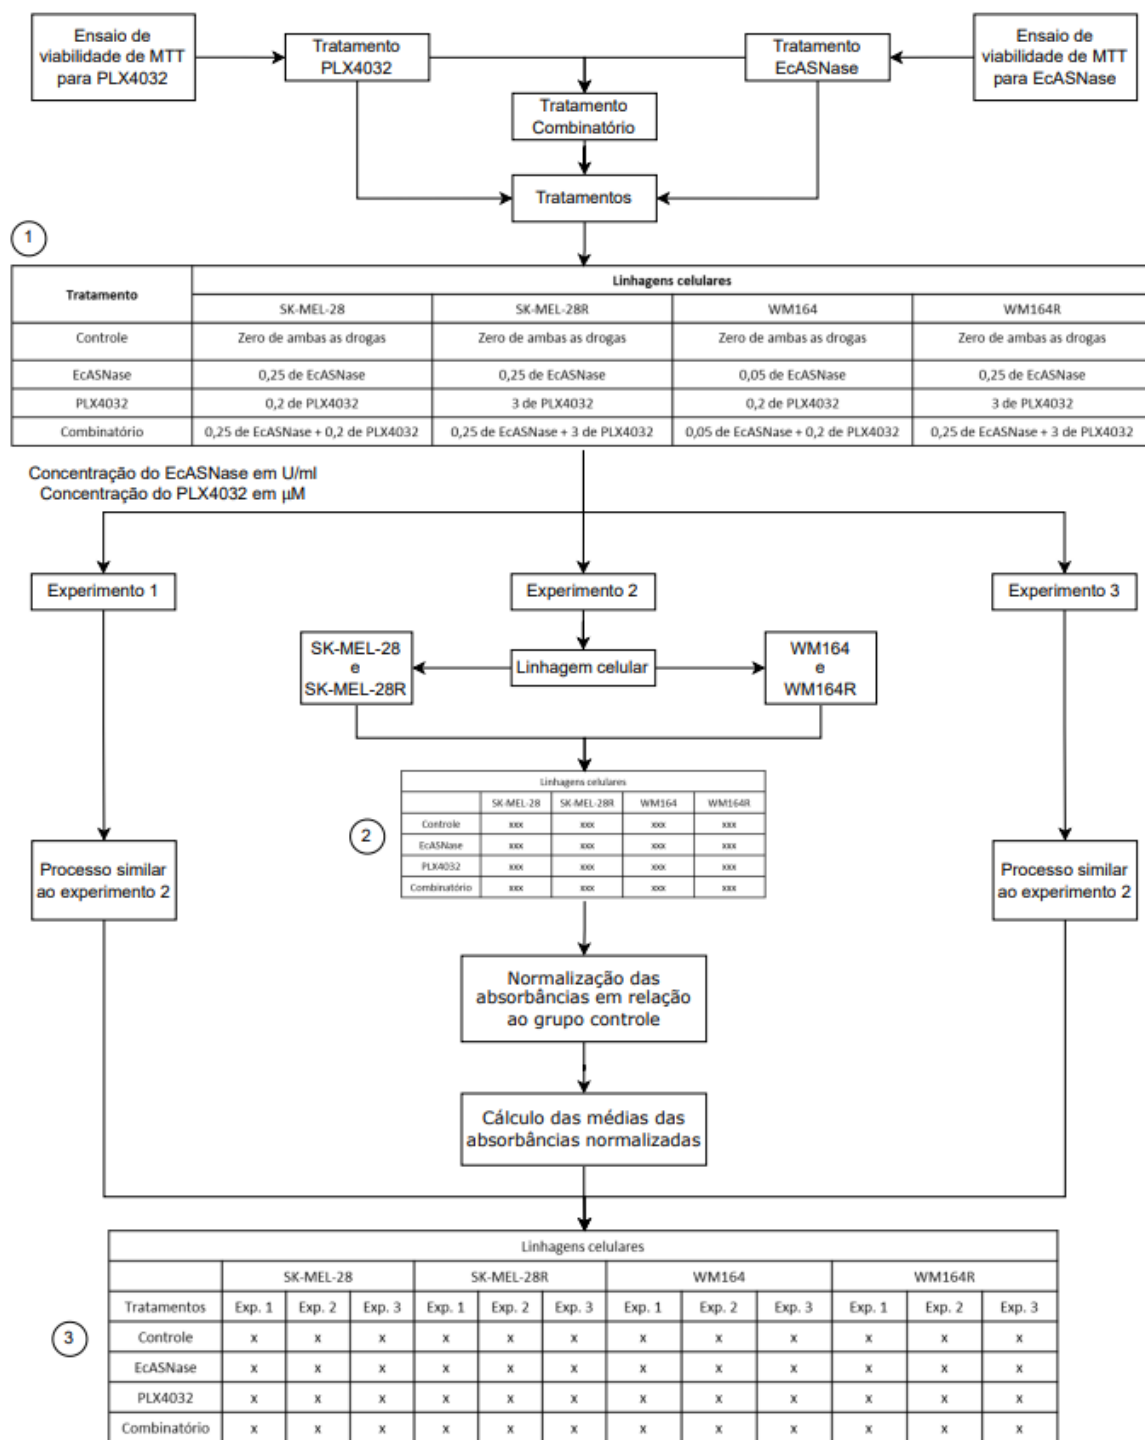 Ensaio de
viabilidade de MTT
para PLX4032
Tratamento
PLX4032
Tratamento
EcASNase
Ensaio de
viabilidade de MTT
para EcASNase
Tratamento
Combinatório
Tratamentos
1
Tratamento
Linhagens celulares
SK-MEL-28 SK-MEL-28R WM164 WM164R
Controle Zero de ambas as drogas Zero de ambas as drogas Zero de ambas as drogas Zero de ambas as drogas
EcASNase 0,25 de EcASNase 0,25 de EcASNase 0,05 de EcASNase 0,25 de EcASNase
PLX4032 0,2 de PLX4032 3 de PLX4032 0,2 de PLX4032 3 de PLX4032
Combinatório 0,25 de EcASNase + 0,2 de PLX4032 0,25 de EcASNase + 3 de PLX4032 0,05 de EcASNase + 0,2 de PLX4032 0,25 de EcASNase + 3 de PLX4032
Concentração do EcASNase em U/ml
Concentração do PLX4032 em µM
Experimento 1
Experimento 2
Experimento 3
SK-MEL-28
e
SK-MEL-28R
Linhagem celular
WM164
e
WM164R
2
Linhagens celulares
SK-MEL-28 SK-MEL-28R WM164 WM164R
Controle xxx xxx xxx xxx
EcASNase xxx xxx xxx xxx
PLX4032 xxx xxx xxx xxx
Combinatório xxx xxx xxx xxx
Processo similar
ao experimento 2
Processo similar
ao experimento 2
Normalização das
absorbâncias em relação
ao grupo controle
Cálculo das médias das
absorbâncias normalizadas
3
Linhagens celulares
SK-MEL-28 SK-MEL-28R WM164 WM164R
Tratamentos Exp. 1 Exp. 2 Exp. 3 Exp. 1 Exp. 2 Exp. 3 Exp. 1 Exp. 2 Exp. 3 Exp. 1 Exp. 2 Exp. 3
Controle x x x x x x x x x x x x
EcASNase x x x x x x x x x x x x
PLX4032 x x x x x x x x x x x x
Combinatório x x x x x x x x x x x x